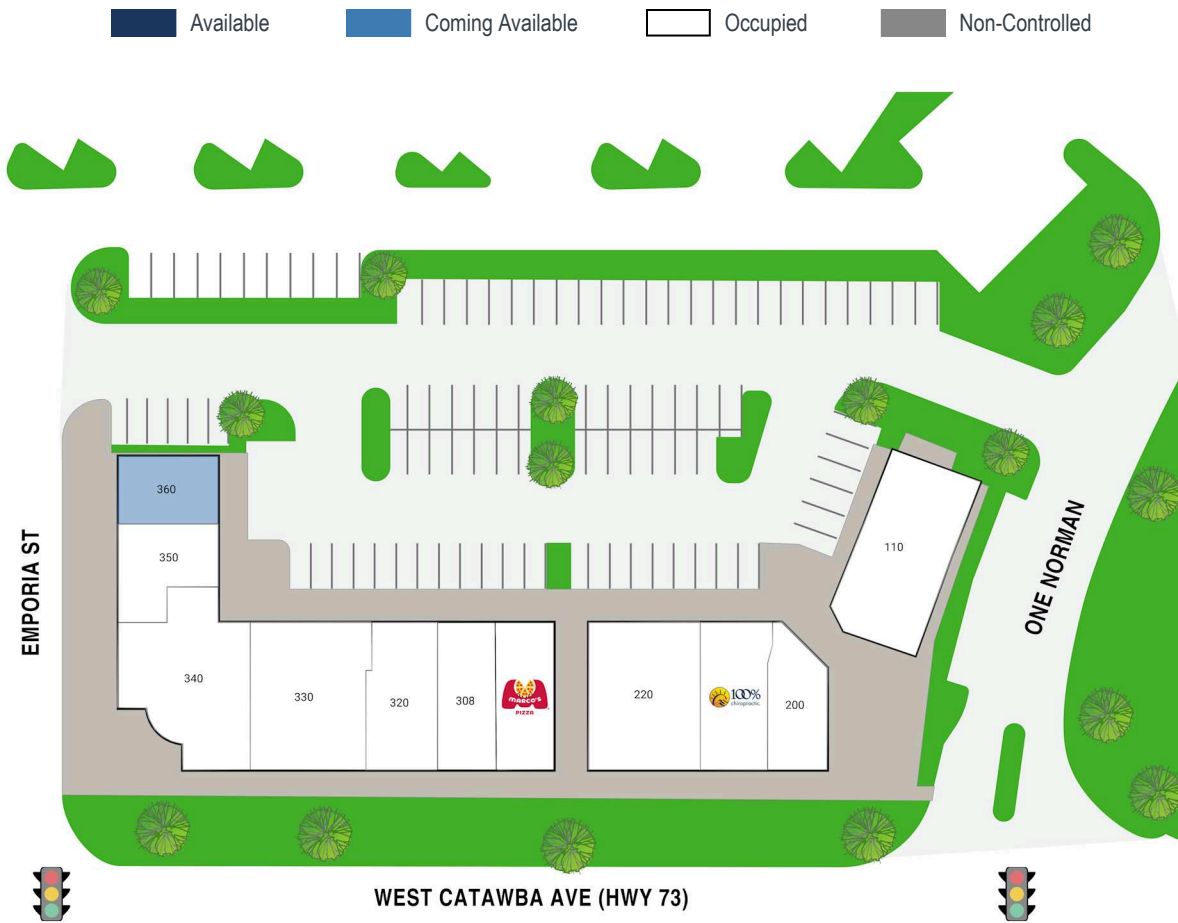 Available
Coming Available
Occupied
Non-Controlled
360
350
340
330
320
308
MARCO'S
PIZZA
220
100%
chiropractic
200
110
EMPORIA ST
ONE NORMAN
WEST CATAWBA AVE (HWY 73)